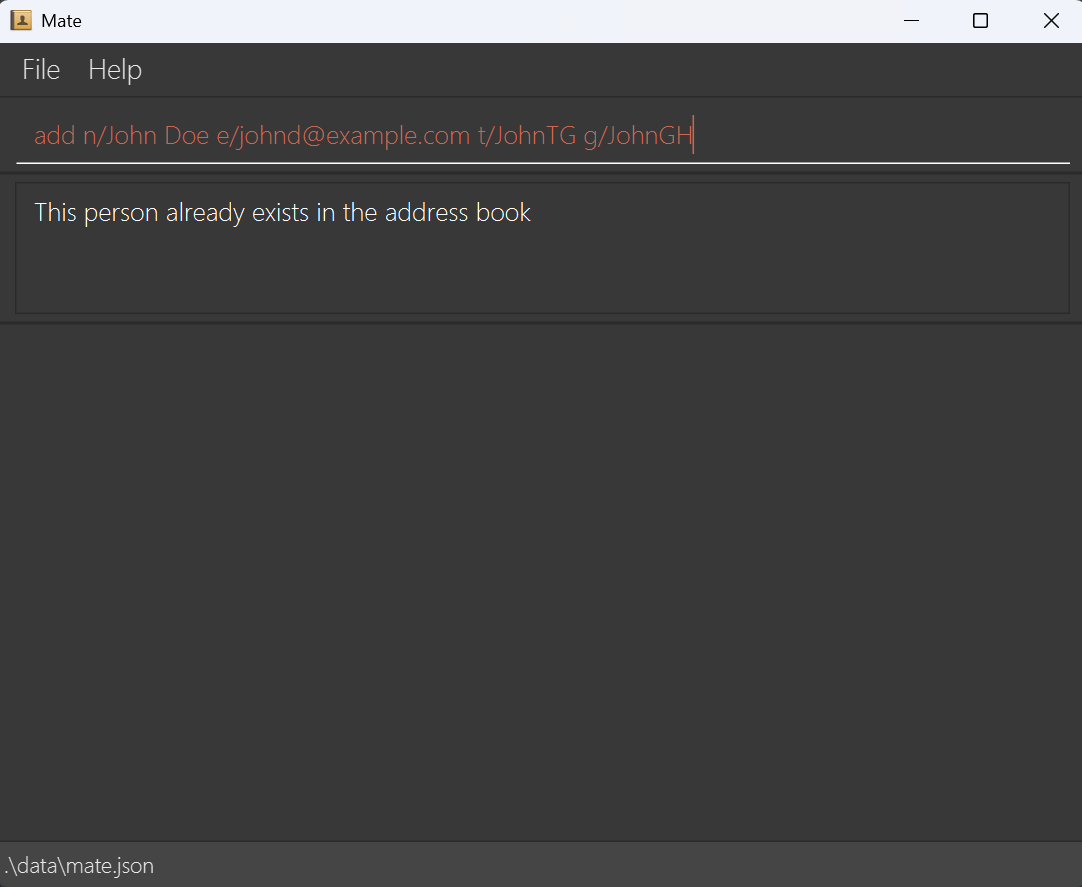 Mate
File Help
add n/John Doe e/johnd@example.com t/JohnTG g/JohnGH
This person already exists in the address book
.\data\mate.json